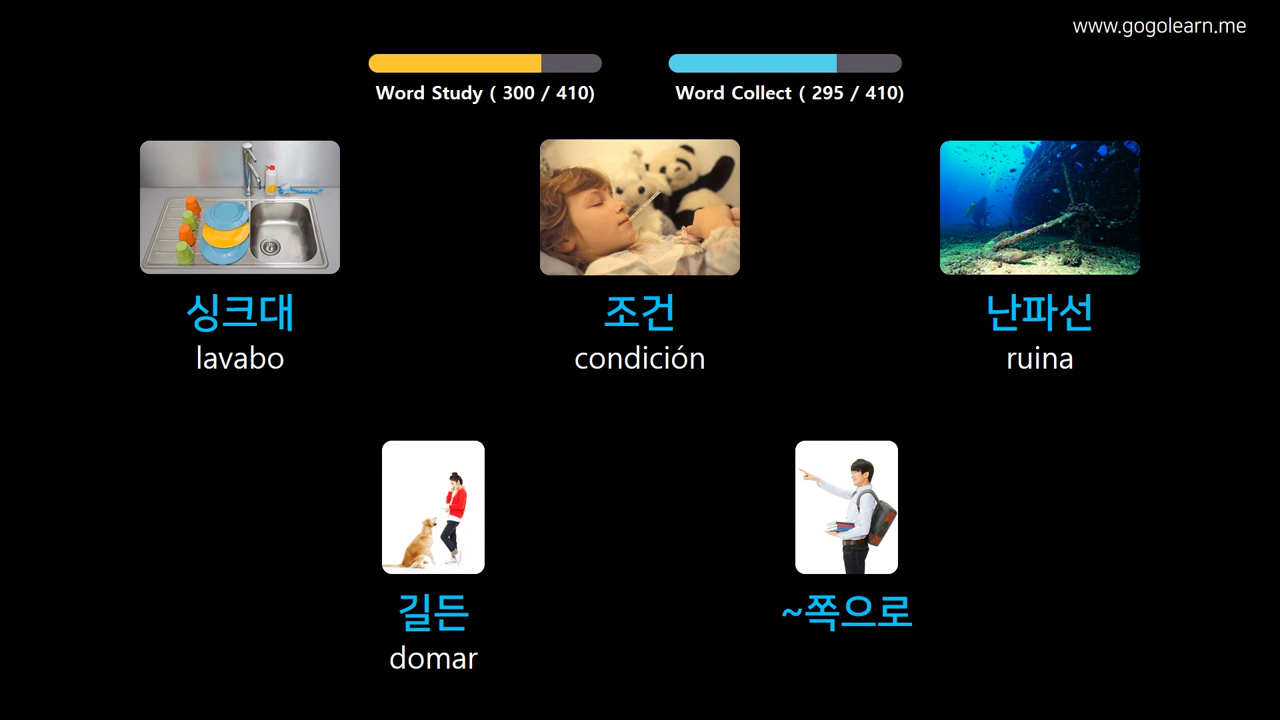 www.gogolearn.me
Word Study ( 300 / 410)
Word Collect ( 295 / 410)
싱크대
lavabo
조건
condición
난파선
ruina
길든
domar
~쪽으로